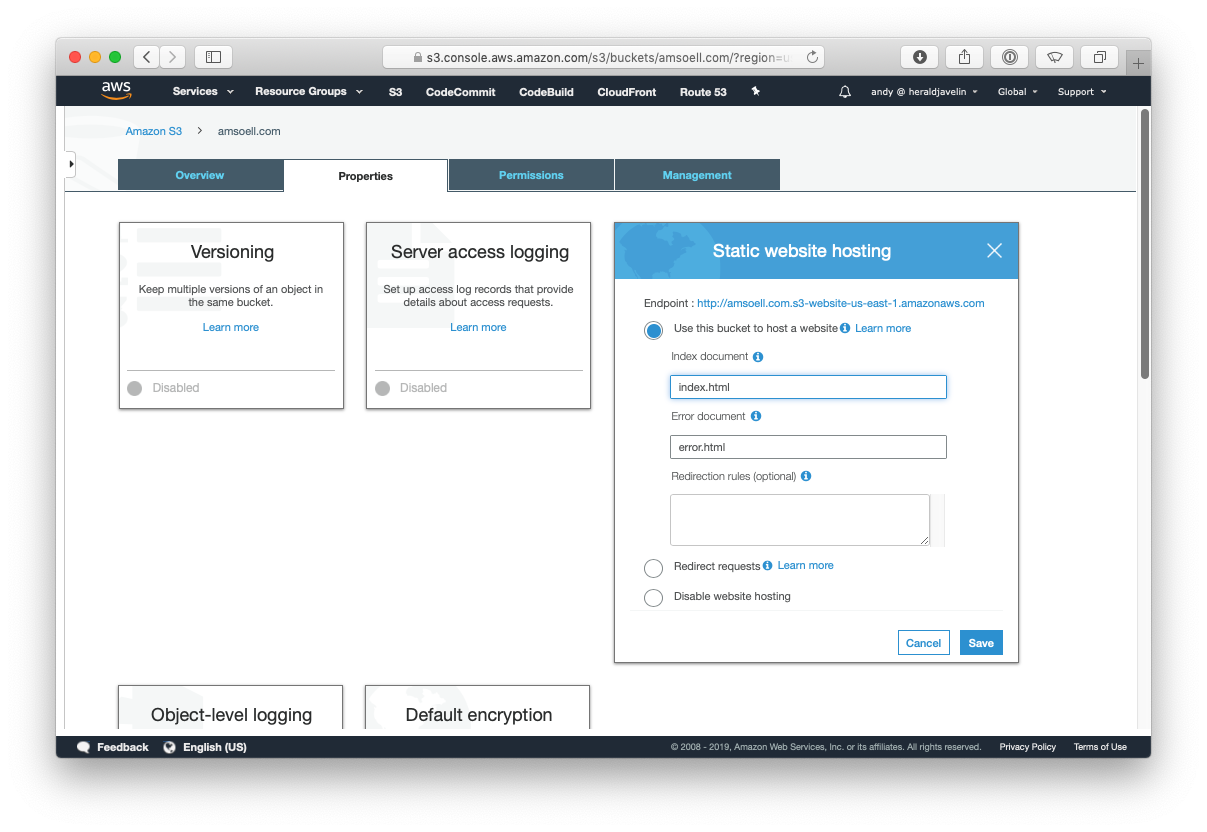 s3.console.aws.amazon.com/s3/buckets/amsoell.com/?region=u
aws Services Resource Groups S3 CodeCommit CodeBuild CloudFront Route 53 andy @ heraldjavelin Global Support
Amazon S3 > amsoell.com
Overview Properties Permissions Management
Versioning
Keep multiple versions of an object in
the same bucket.
Learn more
Disabled
Server access logging
Set up access log records that provide
details about access requests.
Learn more
Disabled
Static website hosting
Endpoint : http://amsoell.com.s3-website-us-east-1.amazonaws.com
Use this bucket to host a website Learn more
Index document
index.html
Error document
error.html
Redirection rules (optional)
Redirect requests Learn more
Disable website hosting
Cancel Save
Object-level logging
Default encryption
Feedback English (US) © 2008 - 2019, Amazon Web Services, Inc. or its affiliates. All rights reserved. Privacy Policy Terms of Use